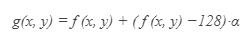 g(x, y) = f (x, y) + ( f (x, y) −128)·α